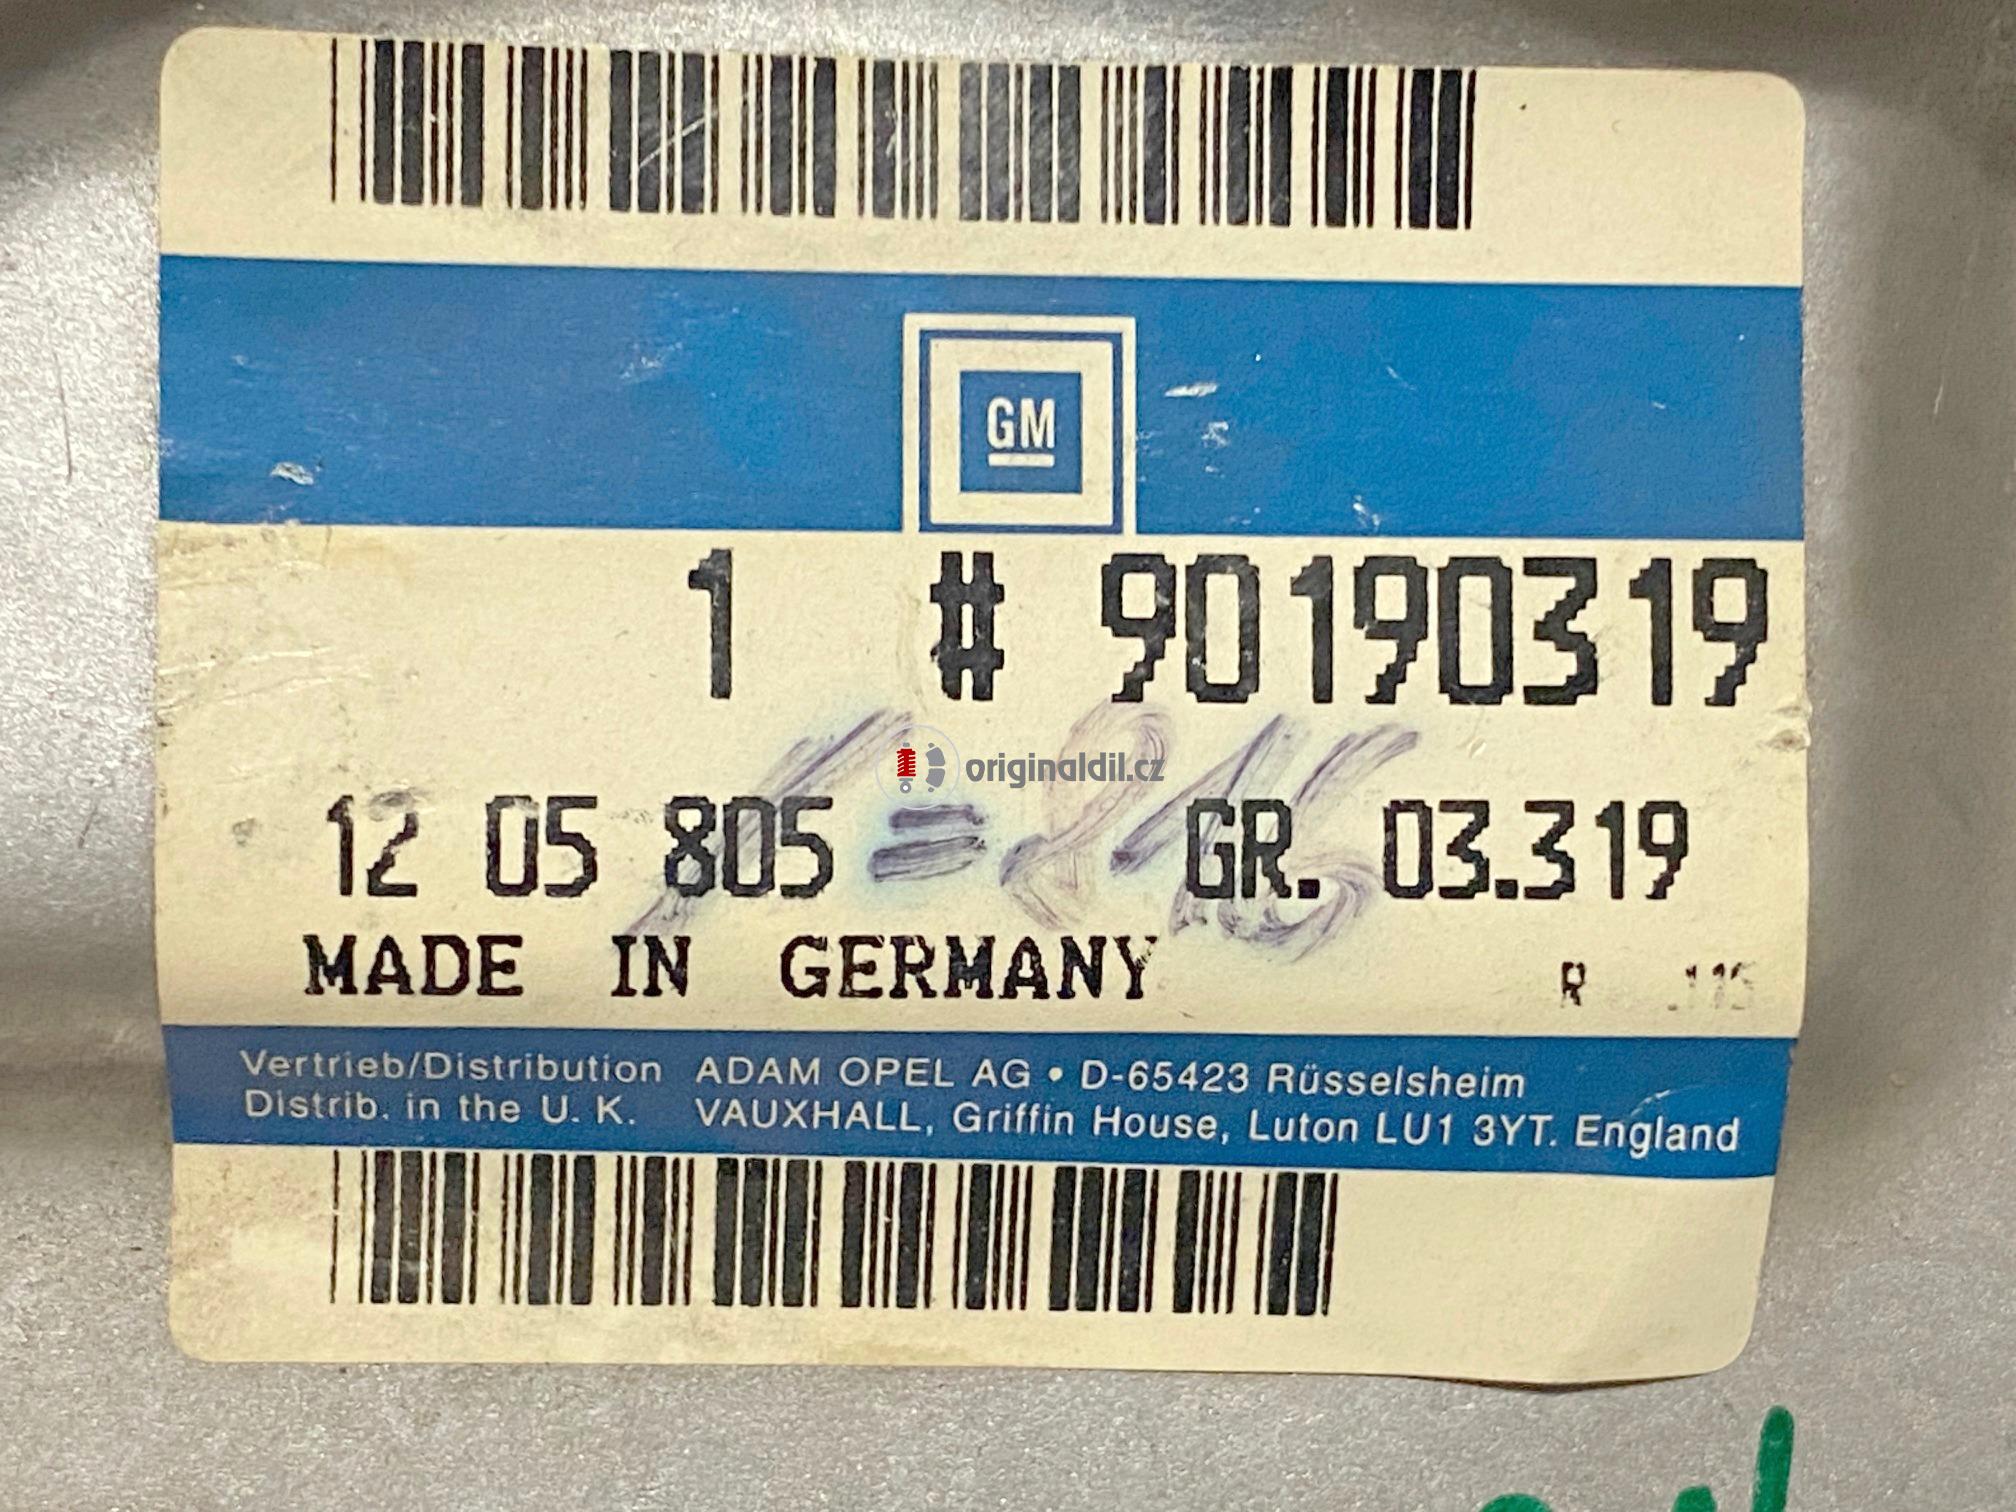 GM
1 # 90190319
originaldil.cz
12 05 805 GR. 03.319
MADE IN GERMANY R
Vertrieb/Distribution ADAM OPEL AG • D-65423 Rüsselsheim
Distrib. in the U. K. VAUXHALL, Griffin House, Luton LU1 3YT. England